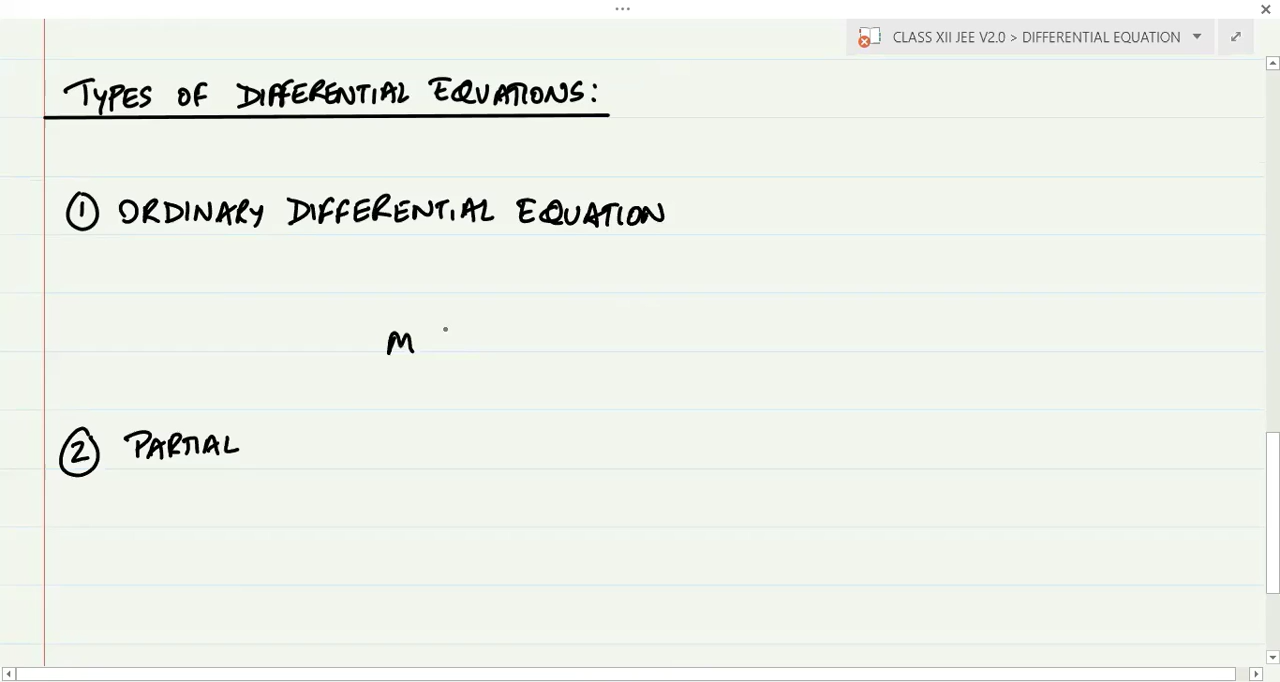 CLASS XII JEE V2.0 > DIFFERENTIAL EQUATION
TYPES OF DIFFERENTIAL EQUATIONS:
1 ORDINARY DIFFERENTIAL EQUATION
M
2 PARTIAL